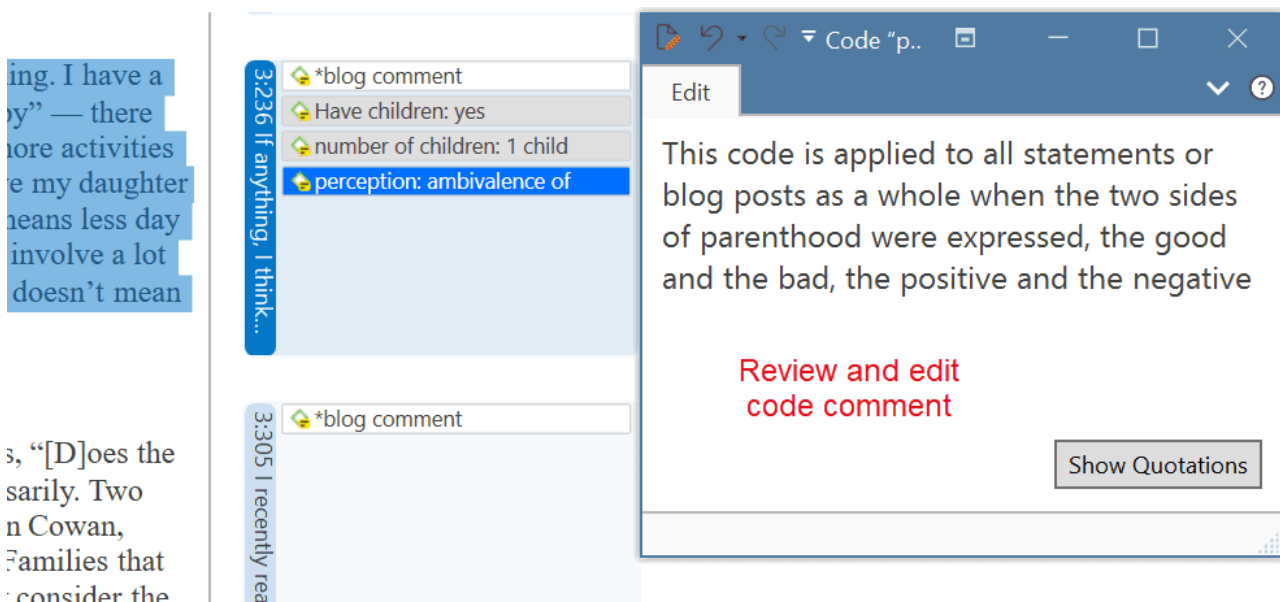 ing. I have a
y” — there
ore activities
e my daughter
means less day
involve a lot
doesn’t mean
s, “[D]oes the
sarily. Two
n Cowan,
Families that
consider the
3:236 If anything, I think...
*blog comment
Have children: yes
number of children: 1 child
perception: ambivalence of
3:305 I recently rea
*blog comment
Code “p..
Edit
This code is applied to all statements or
blog posts as a whole when the two sides
of parenthood were expressed, the good
and the bad, the positive and the negative
Review and edit
code comment
Show Quotations